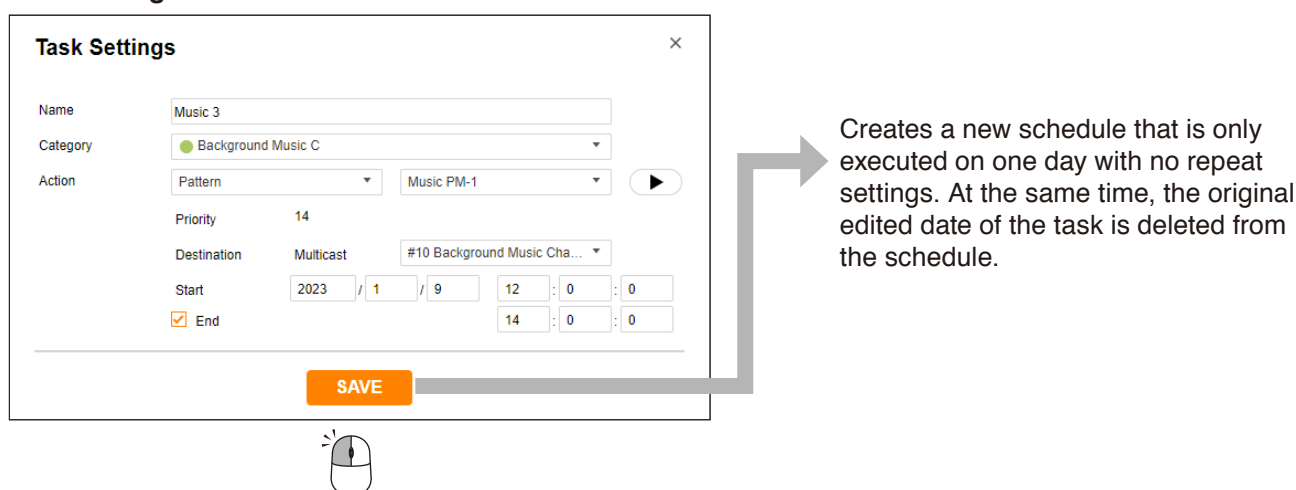 Task Settings
×
Name
Music 3
Category
Background Music C
Action
Pattern
Music PM-1
Priority
14
Destination
Multicast
#10 Background Music Cha...
Start
2023 / 1 / 9 12 : 0 : 0
End
14 : 0 : 0
SAVE
Creates a new schedule that is only
executed on one day with no repeat
settings. At the same time, the original
edited date of the task is deleted from
the schedule.